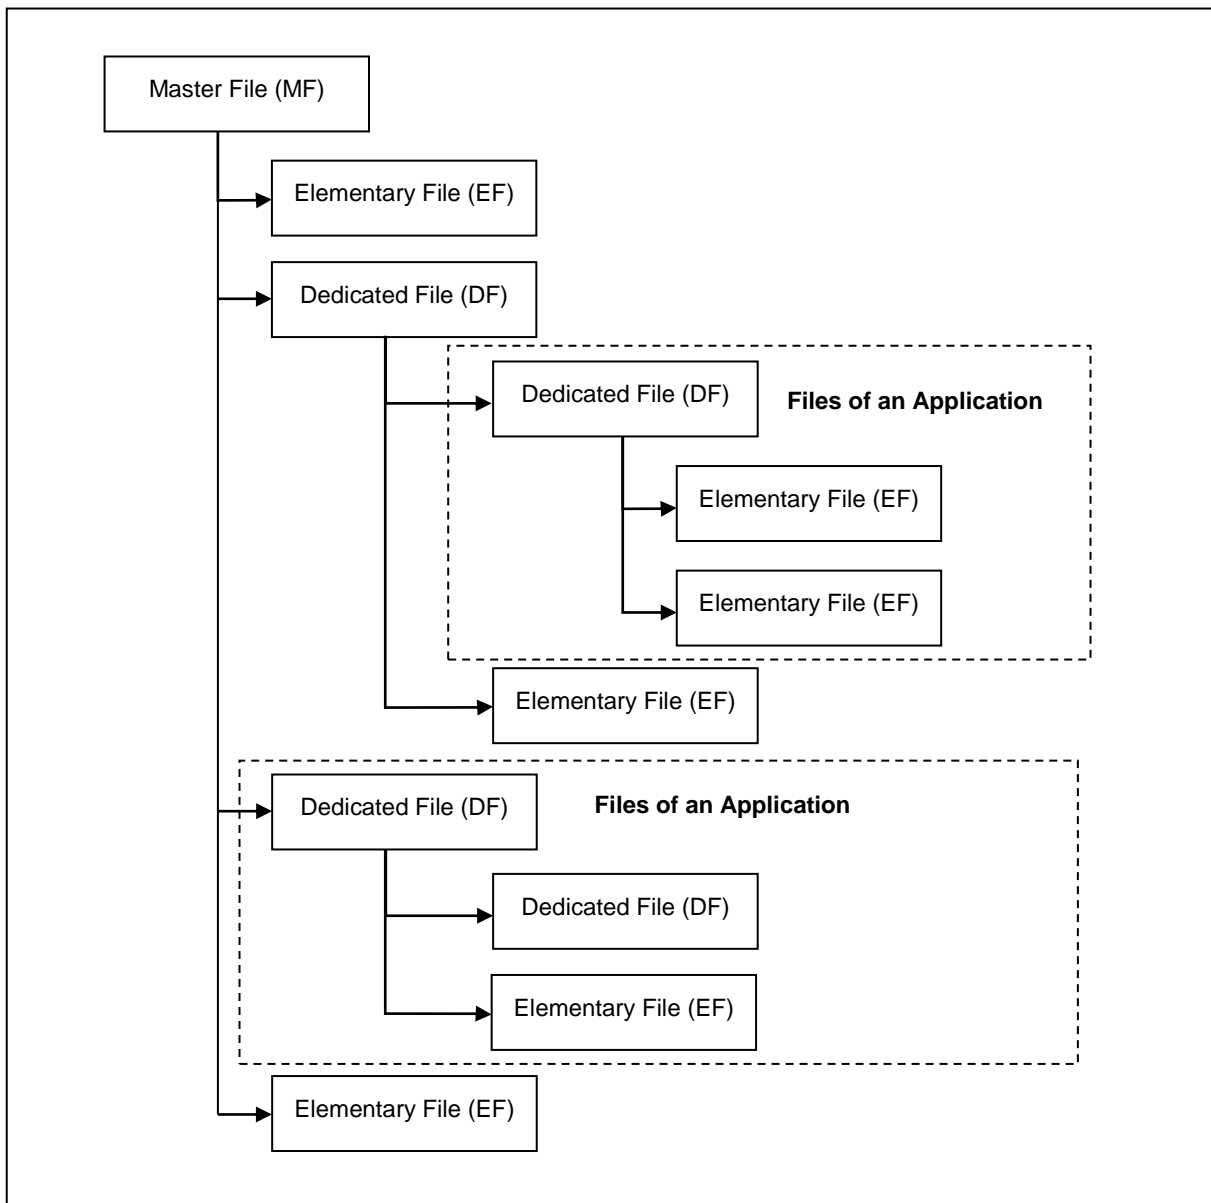 Master File (MF)
Elementary File (EF)
Dedicated File (DF)
Dedicated File (DF)
Files of an Application
Elementary File (EF)
Elementary File (EF)
Elementary File (EF)
Dedicated File (DF)
Files of an Application
Dedicated File (DF)
Elementary File (EF)
Elementary File (EF)